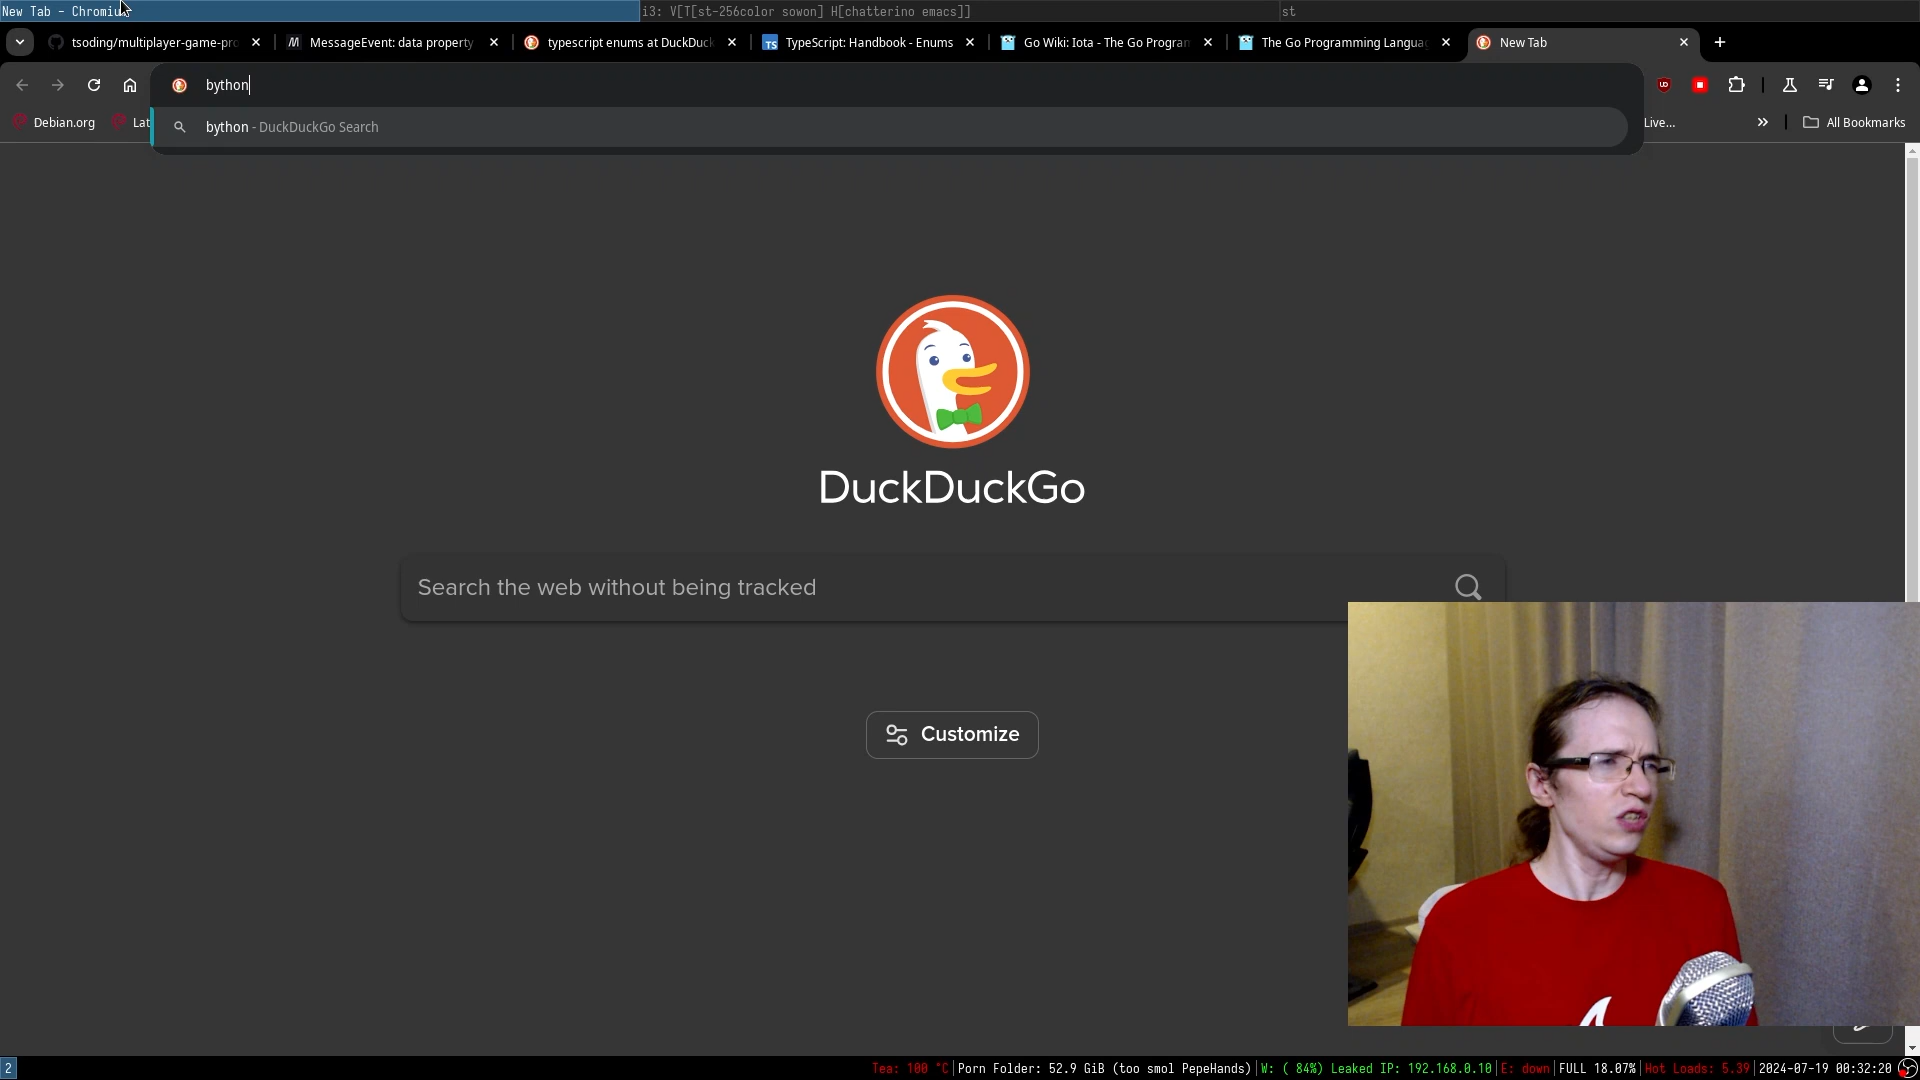 New Tab - Chromiu
i3: V[T[st-256color sowon] H[chatterino emacs]]
st
tsoding/multiplayer-game-pro
MessageEvent: data property
typescript enums at DuckDuck
TypeScript: Handbook - Enums
Go Wiki: Iota - The Go Program
The Go Programming Languag
New Tab
bython
Debian.org
Lat
bython - DuckDuckGo Search
Live...
All Bookmarks
DuckDuckGo
Search the web without being tracked
Customize
2
Tea: 100 °C|Porn Folder: 52.9 GiB (too smol PepeHands)|W: ( 84%) Leaked IP: 192.168.0.10|E: down|FULL 18.07%|Hot Loads: 5.39|2024-07-19 00:32:20